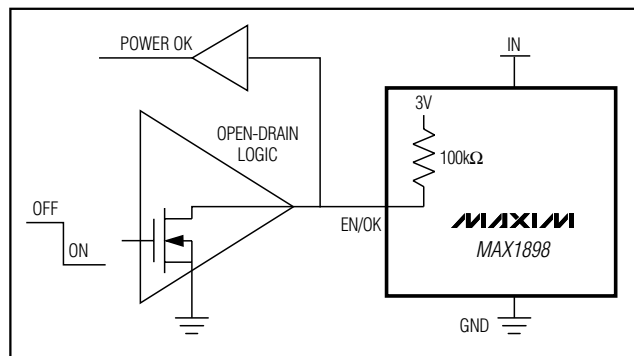 POWER OK
IN
3V
OPEN-DRAIN
LOGIC
100kΩ
OFF
ON
EN/OK
MAXIM
MAX1898
GND